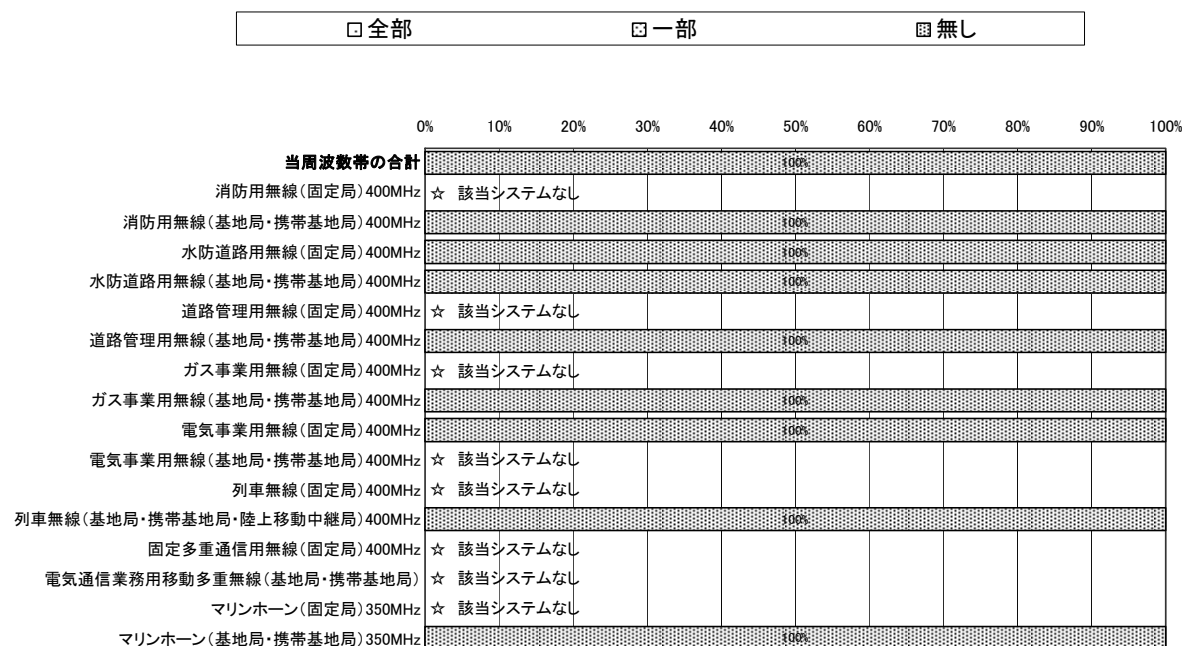 全部 一部 無し
0% 10% 20% 30% 40% 50% 60% 70% 80% 90% 100%
当周波数帯の合計 100%
消防用無線(固定局)400MHz ☆ 該当システムなし
消防用無線(基地局・携帯基地局)400MHz 100%
水防道路用無線(固定局)400MHz 100%
水防道路用無線(基地局・携帯基地局)400MHz 100%
道路管理用無線(固定局)400MHz ☆ 該当システムなし
道路管理用無線(基地局・携帯基地局)400MHz 100%
ガス事業用無線(固定局)400MHz ☆ 該当システムなし
ガス事業用無線(基地局・携帯基地局)400MHz 100%
電気事業用無線(固定局)400MHz 100%
電気事業用無線(基地局・携帯基地局)400MHz ☆ 該当システムなし
列車無線(固定局)400MHz ☆ 該当システムなし
列車無線(基地局・携帯基地局・陸上移動中継局)400MHz 100%
固定多重通信用無線(固定局)400MHz ☆ 該当システムなし
電気通信業務用移動多重無線(基地局・携帯基地局) ☆ 該当システムなし
マリンホーン(固定局)350MHz ☆ 該当システムなし
マリンホーン(基地局・携帯基地局)350MHz 100%